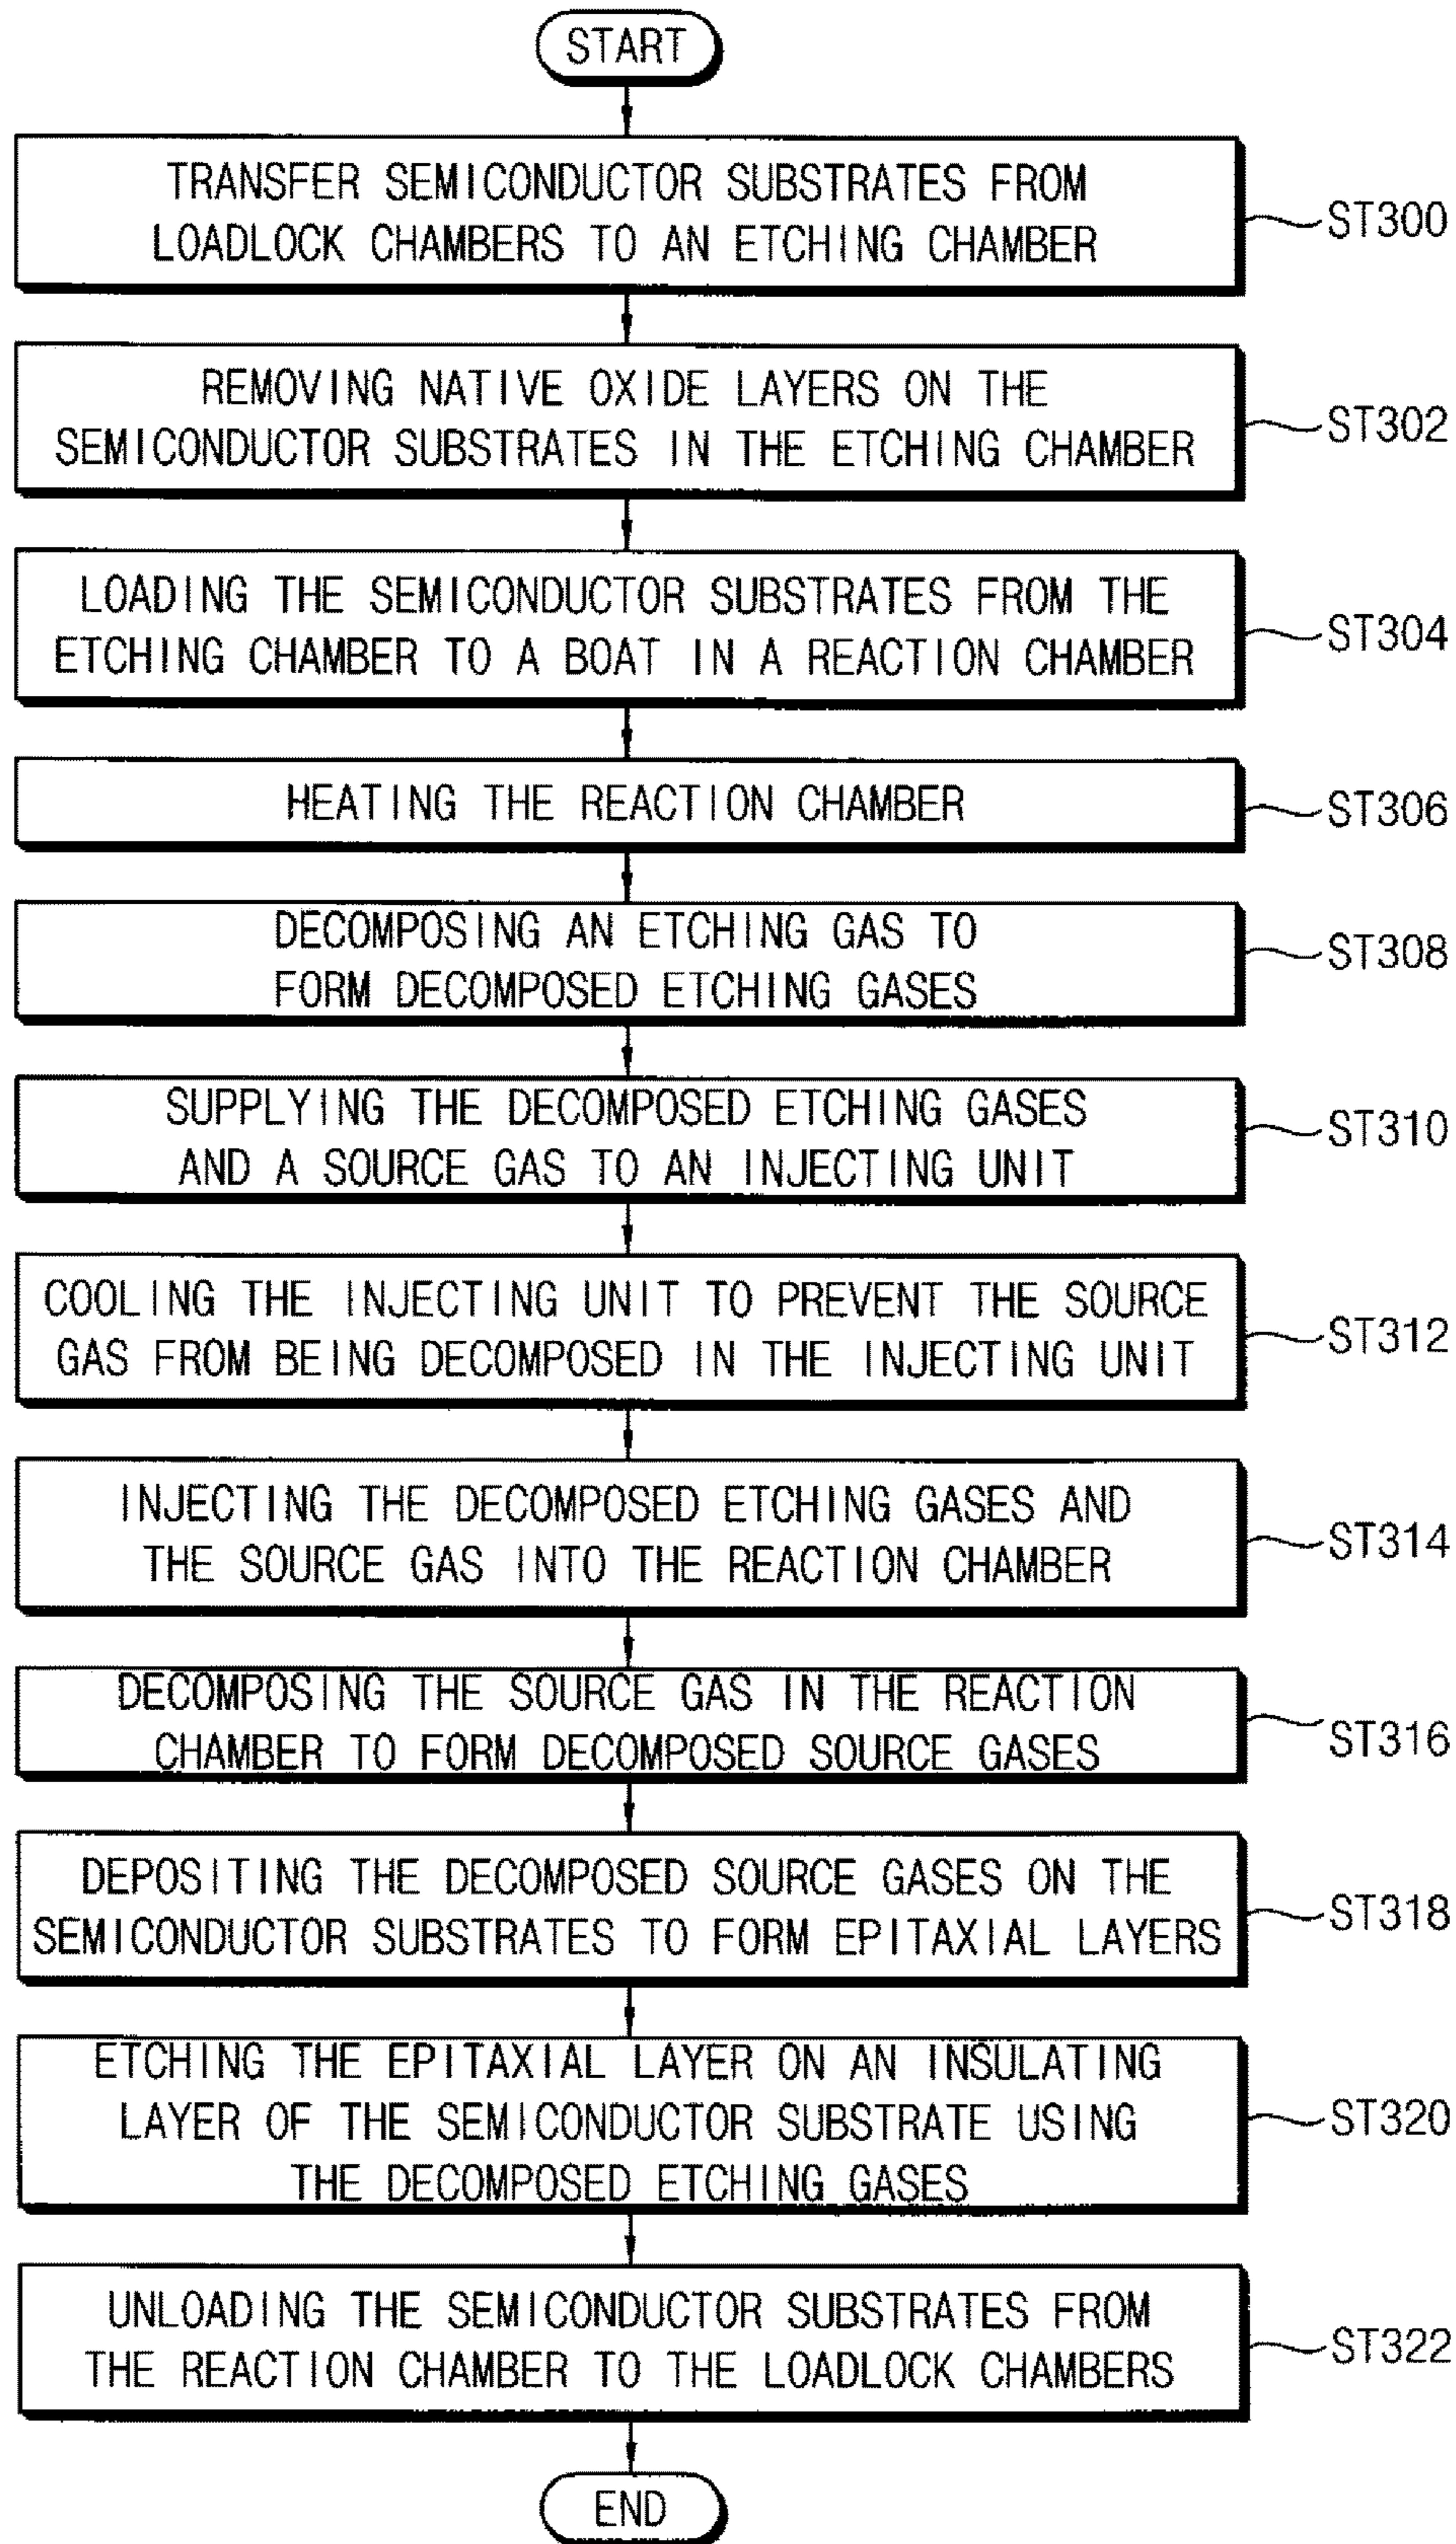 START
TRANSFER SEMICONDUCTOR SUBSTRATES FROM
LOADLOCK CHAMBERS TO AN ETCHING CHAMBER
ST300
REMOVING NATIVE OXIDE LAYERS ON THE
SEMICONDUCTOR SUBSTRATES IN THE ETCHING CHAMBER
ST302
LOADING THE SEMICONDUCTOR SUBSTRATES FROM THE
ETCHING CHAMBER TO A BOAT IN A REACTION CHAMBER
ST304
HEATING THE REACTION CHAMBER
ST306
DECOMPOSING AN ETCHING GAS TO
FORM DECOMPOSED ETCHING GASES
ST308
SUPPLYING THE DECOMPOSED ETCHING GASES
AND A SOURCE GAS TO AN INJECTING UNIT
ST310
COOLING THE INJECTING UNIT TO PREVENT THE SOURCE
GAS FROM BEING DECOMPOSED IN THE INJECTING UNIT
ST312
INJECTING THE DECOMPOSED ETCHING GASES AND
THE SOURCE GAS INTO THE REACTION CHAMBER
ST314
DECOMPOSING THE SOURCE GAS IN THE REACTION
CHAMBER TO FORM DECOMPOSED SOURCE GASES
ST316
DEPOSITING THE DECOMPOSED SOURCE GASES ON THE
SEMICONDUCTOR SUBSTRATES TO FORM EPITAXIAL LAYERS
ST318
ETCHING THE EPITAXIAL LAYER ON AN INSULATING
LAYER OF THE SEMICONDUCTOR SUBSTRATE USING
THE DECOMPOSED ETCHING GASES
ST320
UNLOADING THE SEMICONDUCTOR SUBSTRATES FROM
THE REACTION CHAMBER TO THE LOADLOCK CHAMBERS
ST322
END